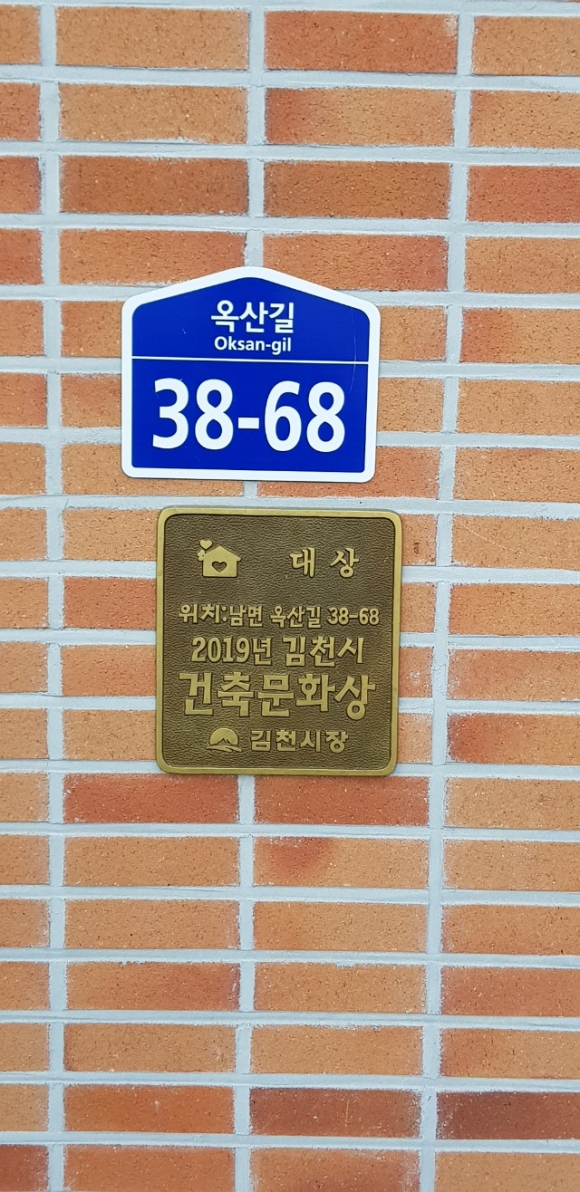 옥산길
Oksan-gil
38-68
대상
위치:남면 옥산길 38-68
2019년 김천시
건축문화상
김천시장